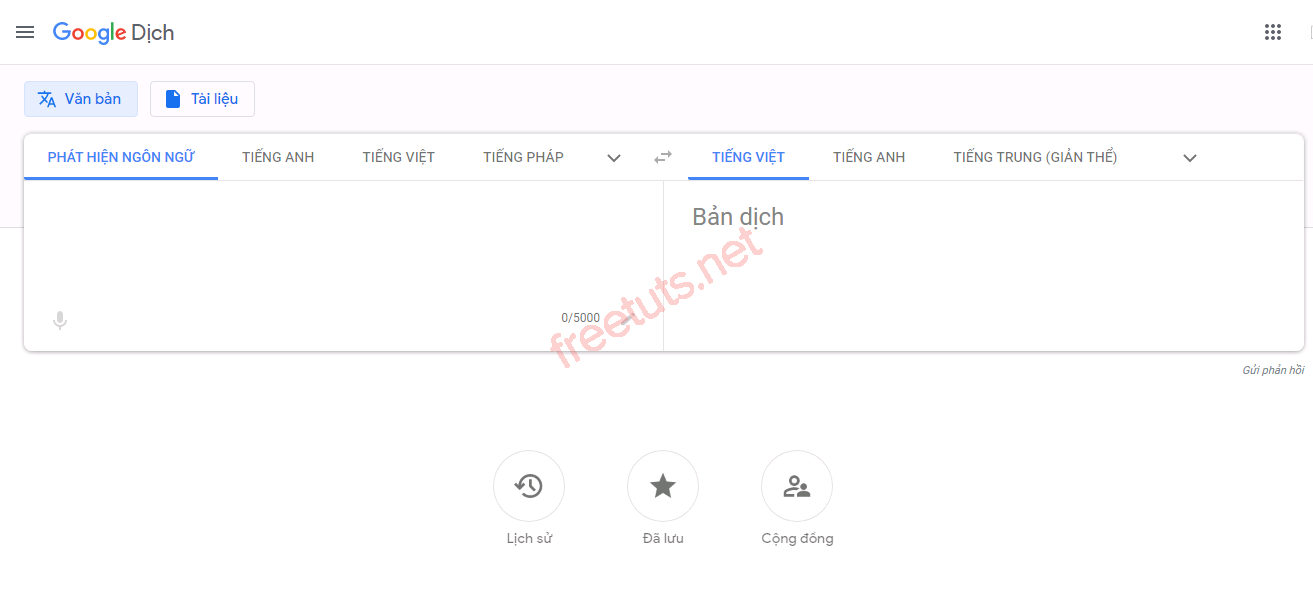 Google Dịch
Văn bản Tài liệu
PHÁT HIỆN NGÔN NGỮ TIẾNG ANH TIẾNG VIỆT TIẾNG PHÁP TIẾNG VIỆT TIẾNG ANH TIẾNG TRUNG (GIẢN THỂ)
Bản dịch
0/5000
freetuts.net
Gửi phản hồi
Lịch sử Đã lưu Cộng đồng